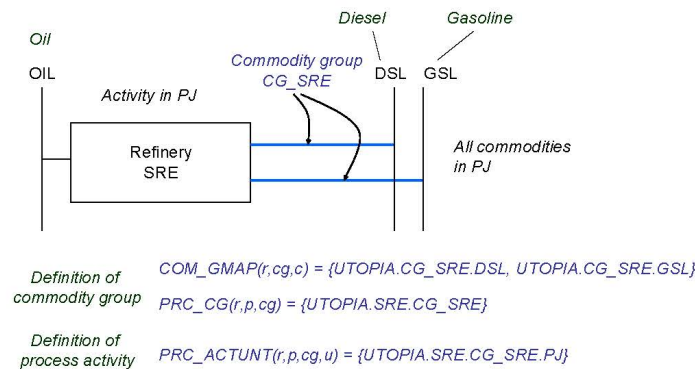 Diesel
Gasoline
Oil
Commodity group
CG_SRE
OIL
DSL
GSL
Activity in PJ
Refinery
SRE
All commodities
in PJ
Definition of
commodity group
COM_GMAP(r,cg,c) = {UTOPIA.CG_SRE.DSL, UTOPIA.CG_SRE.GSL}
PRC_CG(r,p,cg) = {UTOPIA.SRE.CG_SRE}
Definition of
process activity
PRC_ACTUNT(r,p,cg,u) = {UTOPIA.SRE.CG_SRE.PJ}